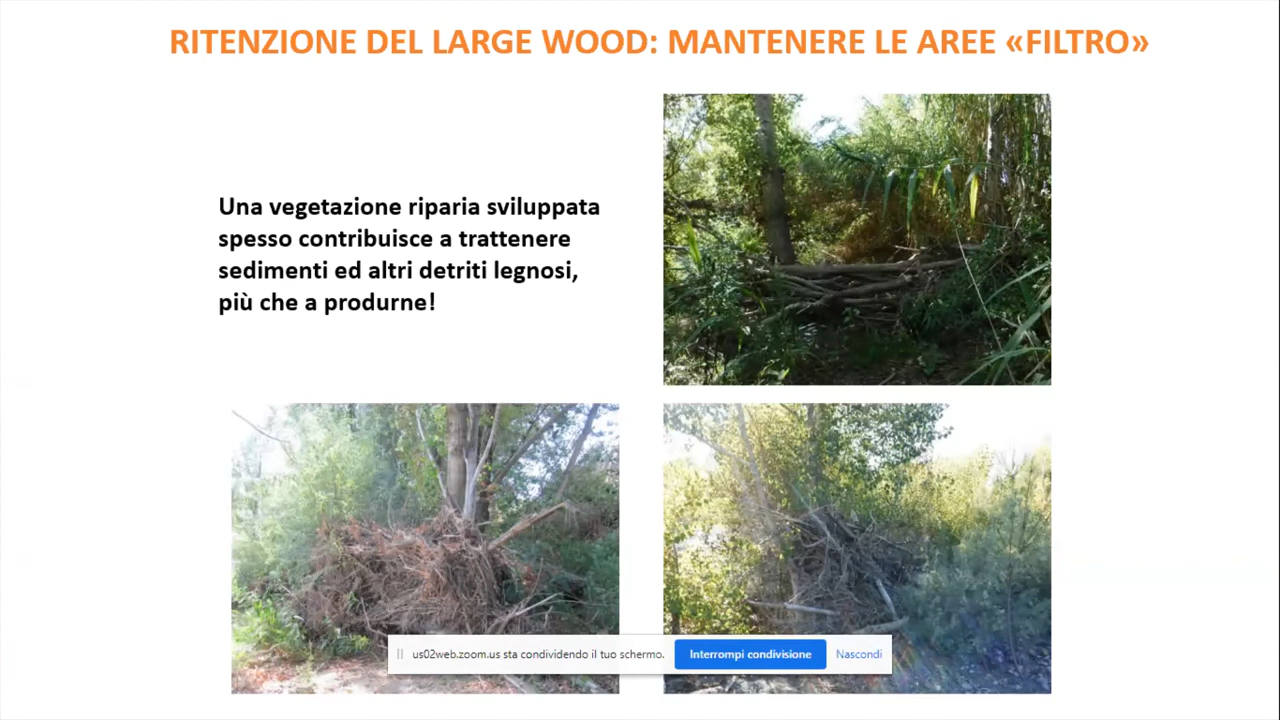 RITENZIONE DEL LARGE WOOD: MANTENERE LE AREE «FILTRO»
Una vegetazione riparia sviluppata
spesso contribuisce a trattenere
sedimenti ed altri detriti legnosi,
più che a produrne!
us02web.zoom.us sta condividendo il tuo schermo. Interrompi condivisione Nascondi